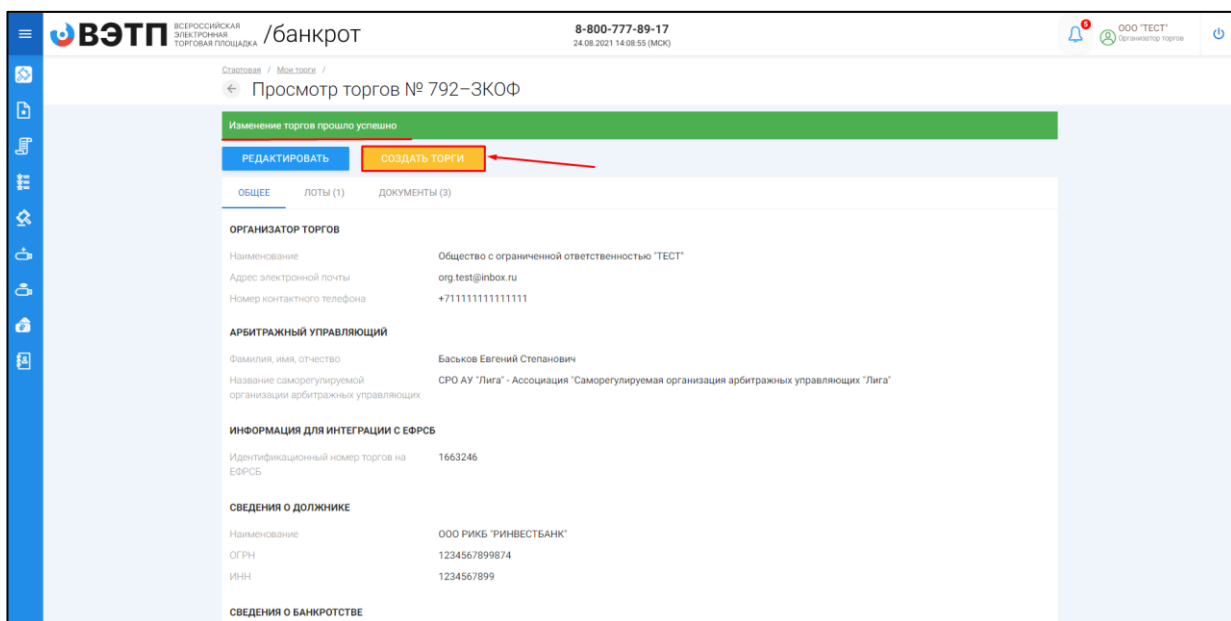 ВЭТП ВСЕРОССИЙСКАЯ ЭЛЕКТРОННАЯ ТОРГОВАЯ ПЛОЩАДКА /банкрот
8-800-777-89-17
24.08.2021 14:08:55 (МСК)
5
ООО "ТЕСТ"
Организатор торгов
Стартовая / Мои торги /
Просмотр торгов № 792–ЗКОФ
Изменение торгов прошло успешно
РЕДАКТИРОВАТЬ СОЗДАТЬ ТОРГИ
ОБЩЕЕ ЛОТЫ (1) ДОКУМЕНТЫ (3)
ОРГАНИЗАТОР ТОРГОВ
Наименование Общество с ограниченной ответственностью "ТЕСТ"
Адрес электронной почты org.test@inbox.ru
Номер контактного телефона +711111111111111
АРБИТРАЖНЫЙ УПРАВЛЯЮЩИЙ
Фамилия, имя, отчество Баськов Евгений Степанович
Название саморегулируемой СРО АУ "Лига" - Ассоциация "Саморегулируемая организация арбитражных управляющих "Лига"
организации арбитражных управляющих
ИНФОРМАЦИЯ ДЛЯ ИНТЕГРАЦИИ С ЕФРСБ
Идентификационный номер торгов на 1663246
ЕФРСБ
СВЕДЕНИЯ О ДОЛЖНИКЕ
Наименование ООО РИКБ "РИНВЕСТБАНК"
ОГРН 1234567899874
ИНН 1234567899
СВЕДЕНИЯ О БАНКРОТСТВЕ